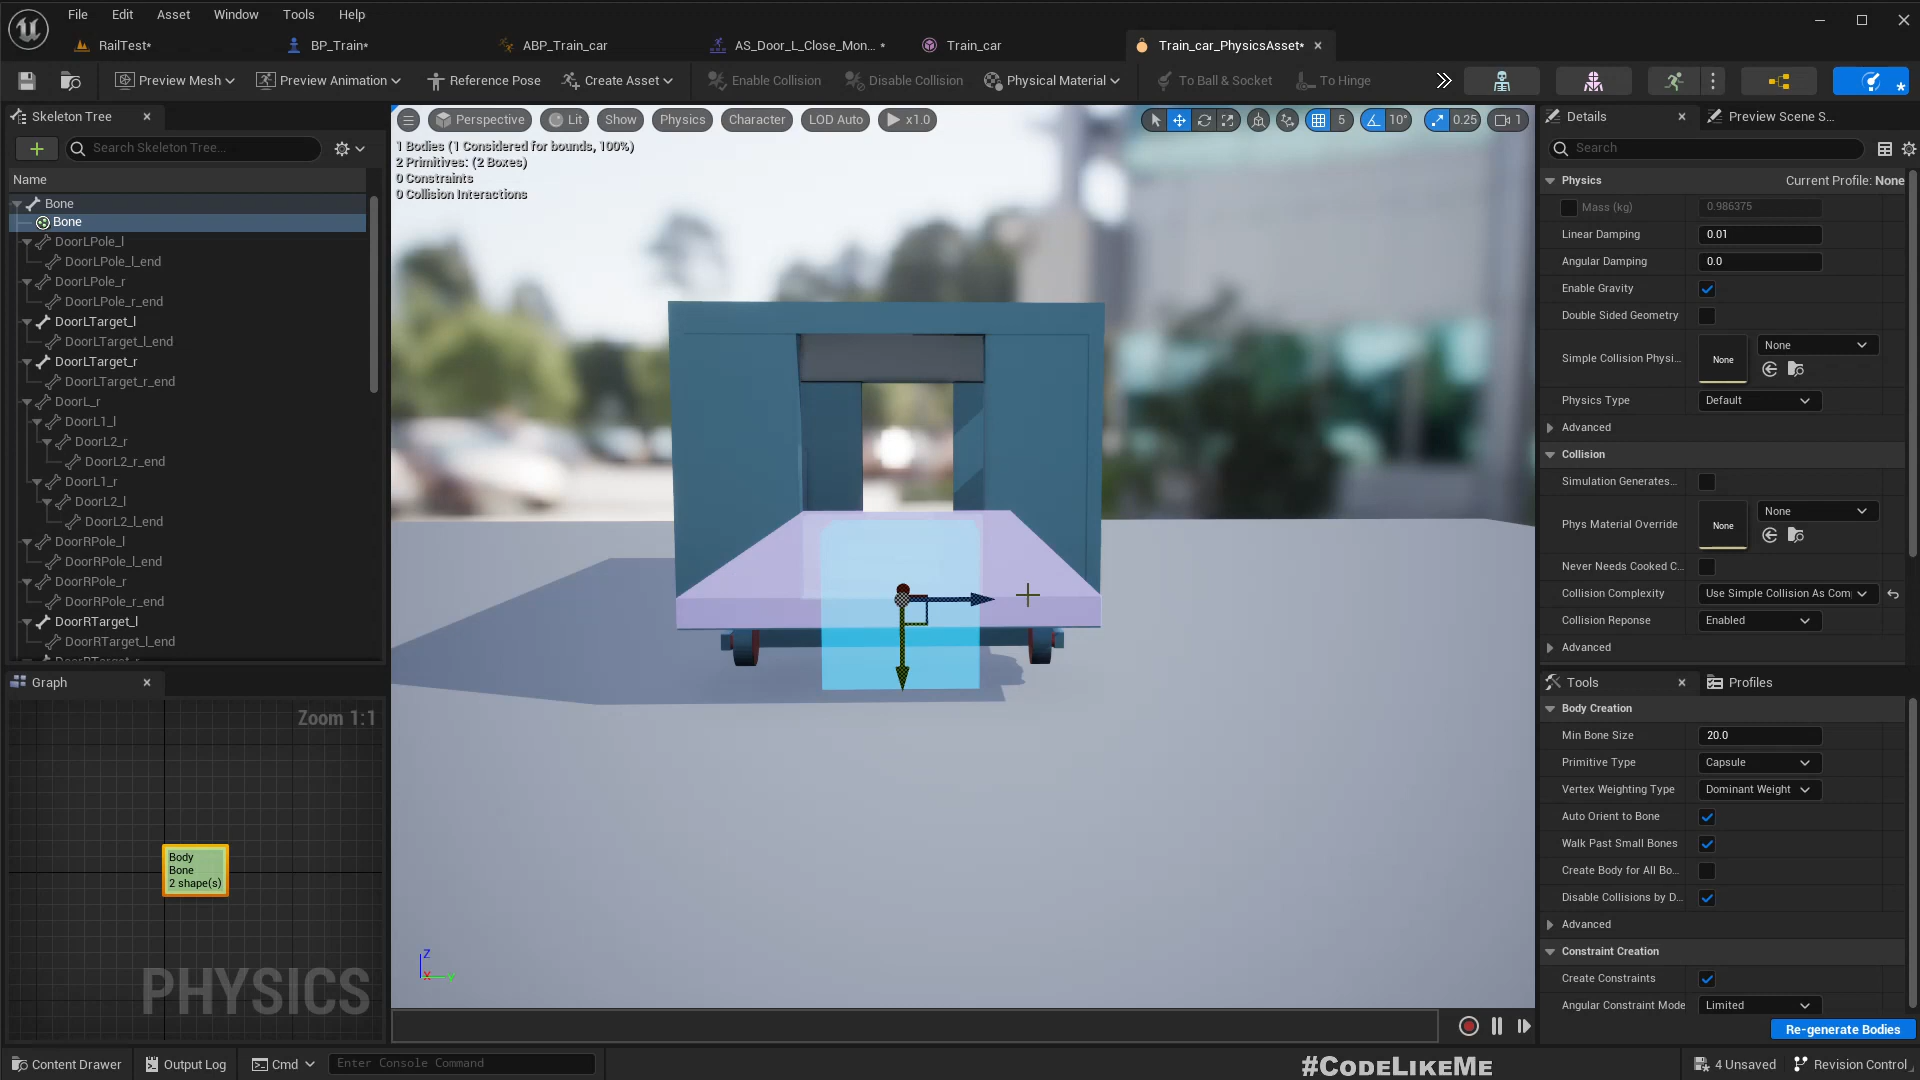 File Edit Asset Window Tools Help
RailTest* BP_Train* ABP_Train_car AS_Door_L_Close_Mon... * Train_car Train_car_PhysicsAsset*
Preview Mesh Preview Animation Reference Pose Create Asset Enable Collision Disable Collision Physical Material To Ball & Socket To Hinge
Skeleton Tree
Search Skeleton Tree...
Name
Bone
Bone
DoorLPole_l
DoorLPole_l_end
DoorLPole_r
DoorLPole_r_end
DoorLTarget_l
DoorLTarget_l_end
DoorLTarget_r
DoorLTarget_r_end
DoorL_r
DoorL1_l
DoorL2_r
DoorL2_r_end
DoorL1_r
DoorL2_l
DoorL2_l_end
DoorRPole_l
DoorRPole_l_end
DoorRPole_r
DoorRPole_r_end
DoorRTarget_l
DoorRTarget_l_end
Graph
Zoom 1:1
Body
Bone
2 shape(s)
PHYSICS
Perspective Lit Show Physics Character LOD Auto x1.0 5 10° 0.25 1
1 Bodies (1 Considered for bounds, 100%)
2 Primitives: (2 Boxes)
0 Constraints
0 Collision Interactions
Z
X Y
Details Preview Scene S...
Search
Physics Current Profile: None
Mass (kg) 0.986375
Linear Damping 0.01
Angular Damping 0.0
Enable Gravity
Double Sided Geometry
Simple Collision Physi... None None
Physics Type Default
Advanced
Collision
Simulation Generates...
Phys Material Override None None
Never Needs Cooked C...
Collision Complexity Use Simple Collision As Com
Collision Reponse Enabled
Advanced
Tools Profiles
Body Creation
Min Bone Size 20.0
Primitive Type Capsule
Vertex Weighting Type Dominant Weight
Auto Orient to Bone
Walk Past Small Bones
Create Body for All Bo...
Disable Collisions by D...
Advanced
Constraint Creation
Create Constraints
Angular Constraint Mode Limited
Re-generate Bodies
Content Drawer Output Log Cmd Enter Console Command #CodeLikeMe 4 Unsaved Revision Control